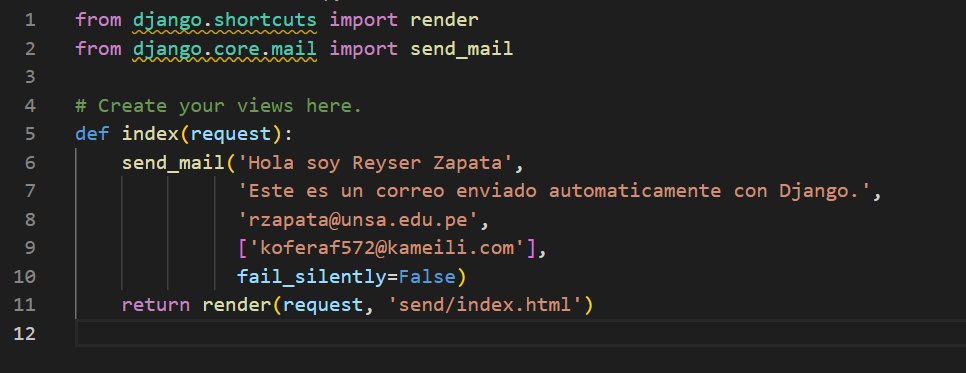 1 from django.shortcuts import render
2 from django.core.mail import send_mail
3
4 # Create your views here.
5 def index(request):
6     send_mail('Hola soy Reyser Zapata',
7               'Este es un correo enviado automaticamente con Django.',
8               'rzapata@unsa.edu.pe',
9               ['koferaf572@kameili.com'],
10               fail_silently=False)
11     return render(request, 'send/index.html')
12